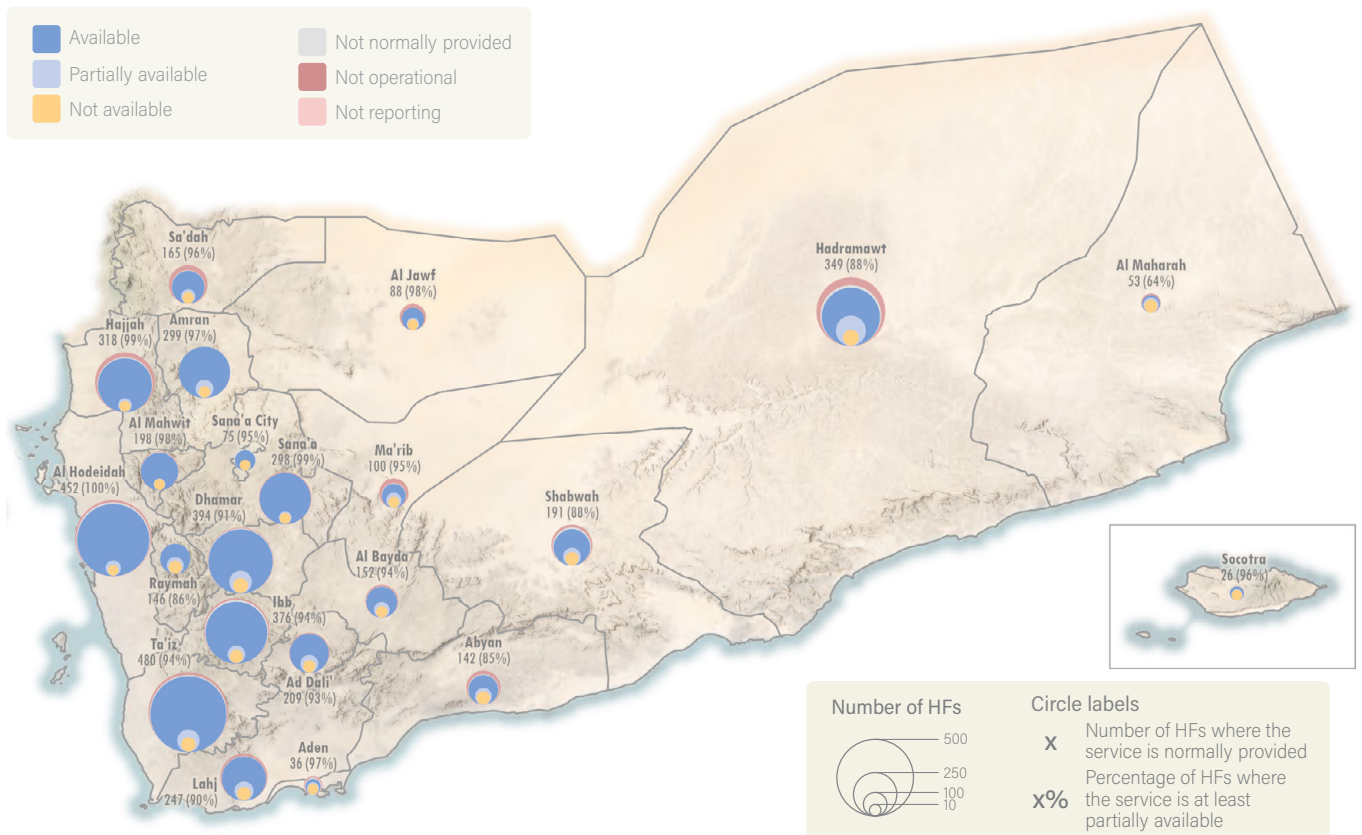 Available
Partially available
Not available
Not normally provided
Not operational
Not reporting
Sa'dah
165 (96%)
Al Jawf
88 (98%)
Hadramawt
349 (88%)
Al Maharah
53 (64%)
Hajjah
318 (99%)
Amran
299 (97%)
Al Mahwit
198 (98%)
Sana'a City
75 (95%)
Sana'a
298 (99%)
Ma'rib
100 (95%)
Al Hodeidah
452 (100%)
Dhamar
394 (91%)
Shabwah
191 (88%)
Al Bayda
152 (94%)
Raymah
146 (86%)
Ibb
376 (94%)
Socotra
26 (96%)
Ta'iz
480 (94%)
Abyan
142 (85%)
Ad Dali'
209 (93%)
Aden
36 (97%)
Lahj
247 (90%)
Number of HFs
500
250
100
10
Circle labels
x
Number of HFs where the
service is normally provided
x%
Percentage of HFs where
the service is at least
partially available